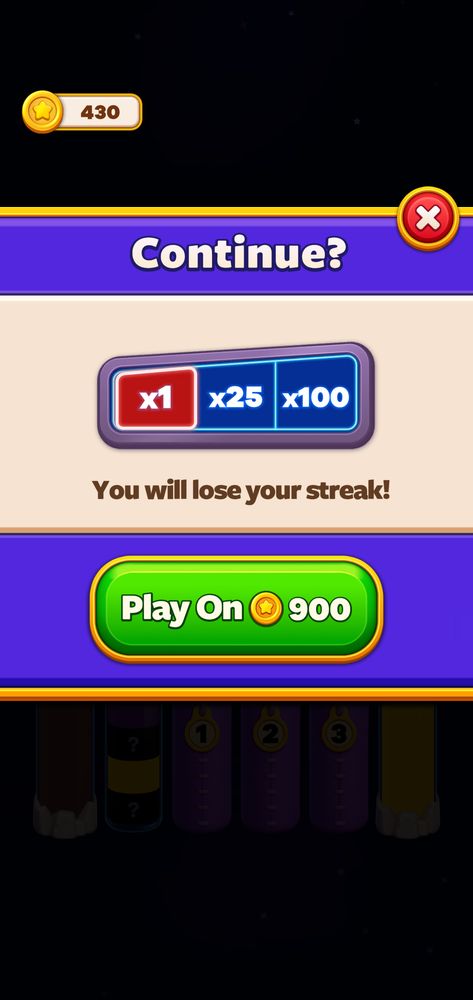 430
Continue?
x1 x25 x100
You will lose your streak!
Play On 900
? 1 2 3
?